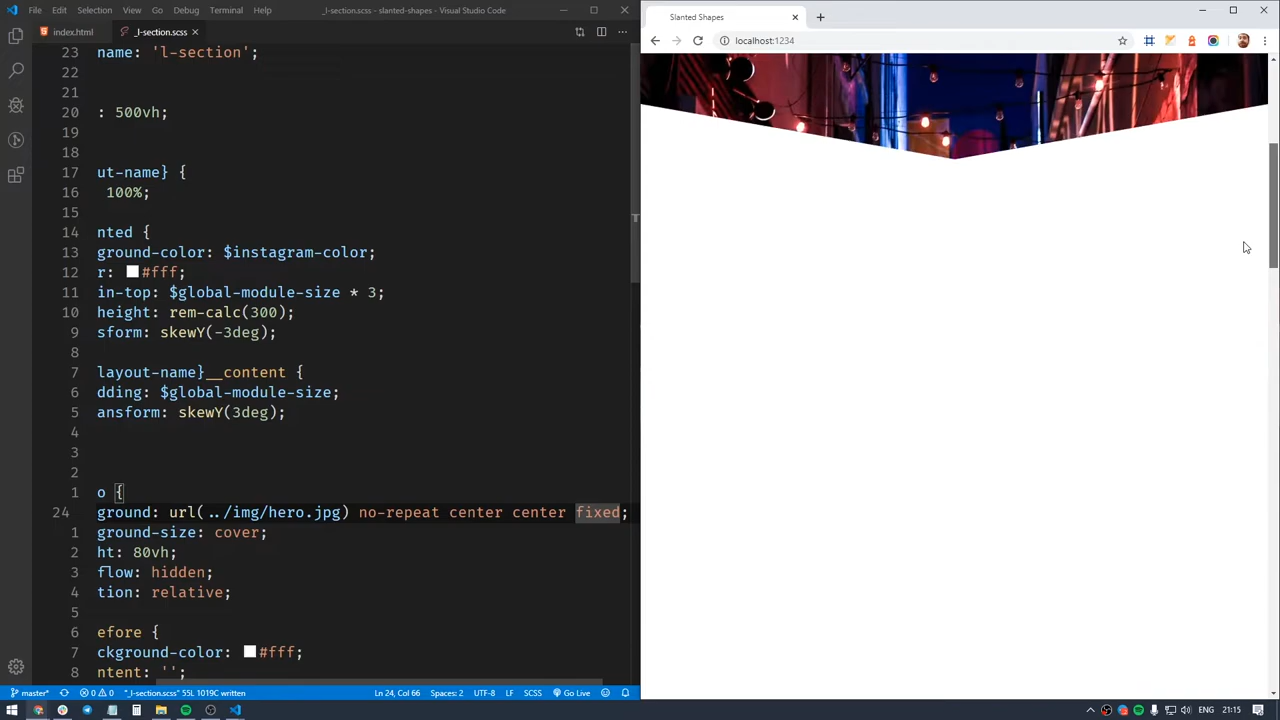 File Edit Selection View Go Debug Terminal Help _l-section.scss - slanted-shapes - Visual Studio Code
index.html _l-section.scss
Slanted Shapes
localhost:1234
23 name: 'l-section';
22
21
20 : 500vh;
19
18
17 ut-name} {
16 100%;
15
14 nted {
13 ground-color: $instagram-color;
12 r: #fff;
11 in-top: $global-module-size * 3;
10 height: rem-calc(300);
9 sform: skewY(-3deg);
8
7 layout-name}__content {
6 dding: $global-module-size;
5 ansform: skewY(3deg);
4
3
2
1 o {
24 ground: url(../img/hero.jpg) no-repeat center center fixed;
1 ground-size: cover;
2 ht: 80vh;
3 flow: hidden;
4 tion: relative;
5
6 efore {
7 ckground-color: #fff;
8 ntent: '';
master* 0 0 "_l-section.scss" 55L 1019C written Ln 24, Col 66 Spaces: 2 UTF-8 LF SCSS Go Live
ENG 21:15